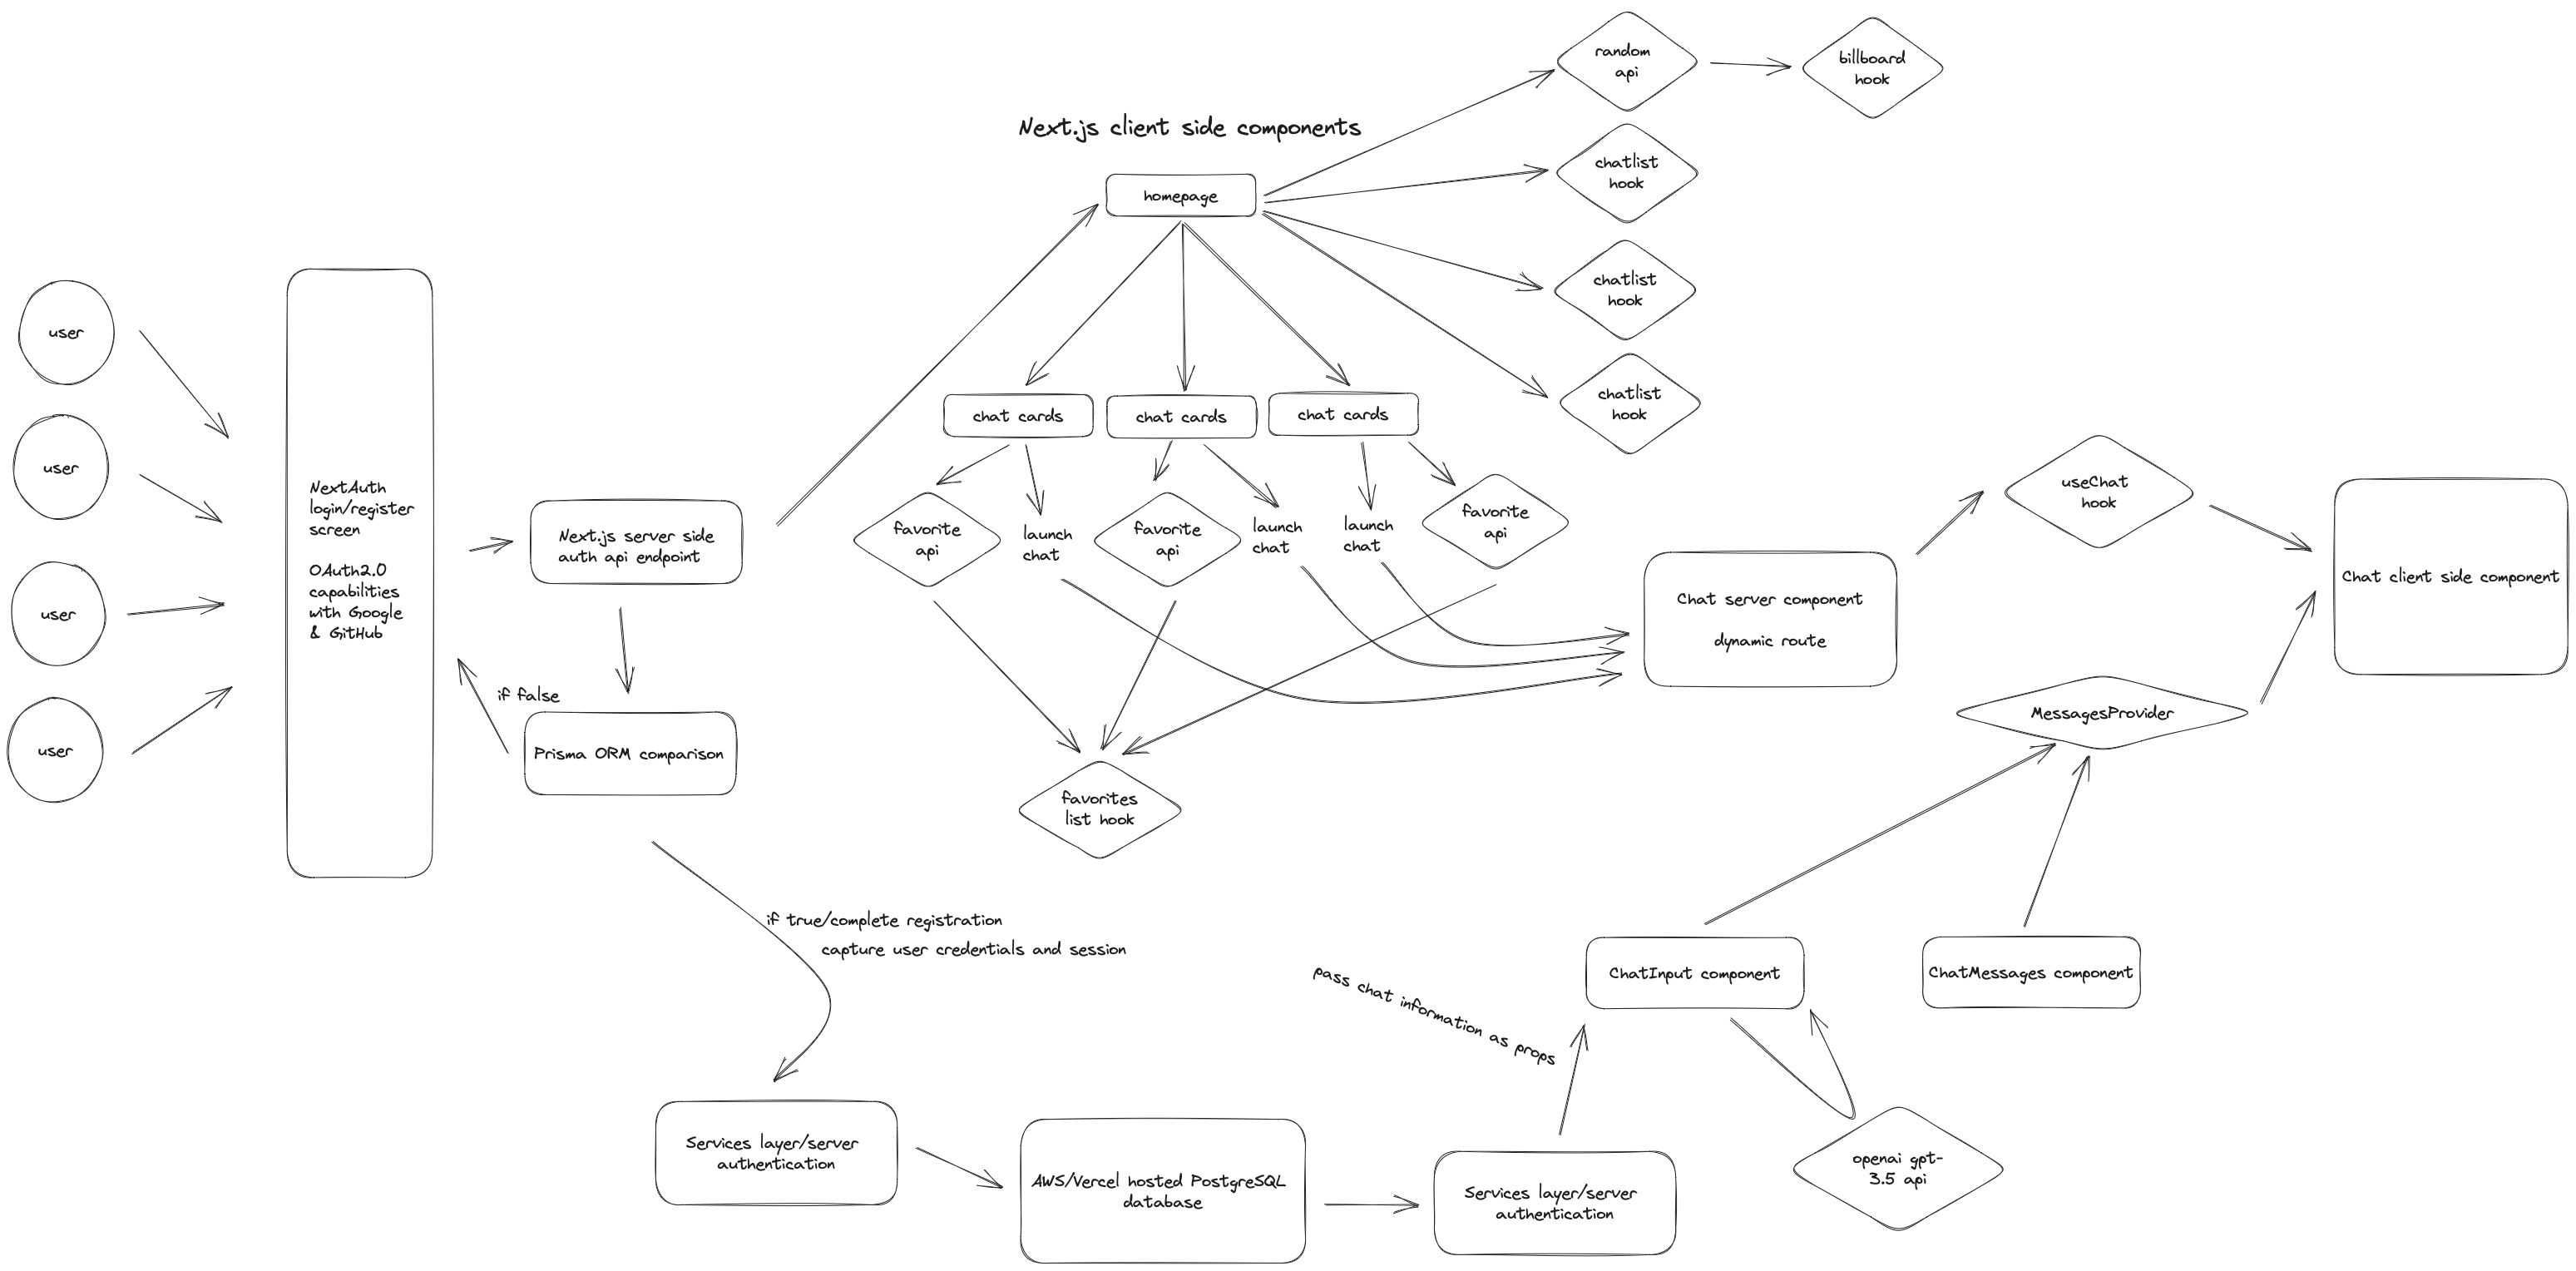 random
api
billboard
hook
Next.js client side components
chatlist
hook
homepage
chatlist
hook
user
chatlist
hook
chat cards
chat cards
chat cards
user
NextAuth
login/register
screen
OAuth2.0
capabilities
with Google
& GitHub
Next.js server side
auth api endpoint
favorite
api
launch
chat
favorite
api
launch
chat
launch
chat
favorite
api
useChat
hook
Chat client side component
user
Chat server component
dynamic route
if false
MessagesProvider
user
Prisma ORM comparison
favorites
list hook
if true/complete registration
capture user credentials and session
pass chat information as props
ChatInput component
ChatMessages component
Services layer/server
authentication
AWS/Vercel hosted PostgreSQL
database
Services layer/server
authentication
openai gpt-
3.5 api